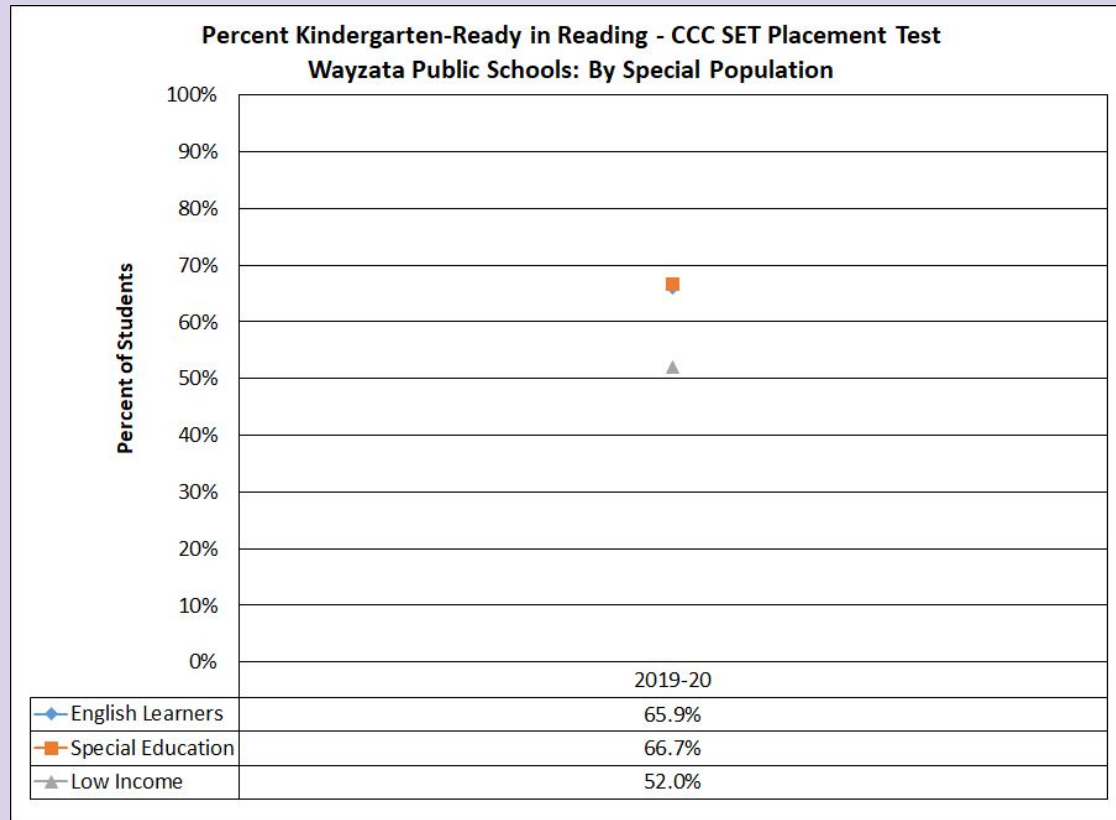 Percent Kindergarten-Ready in Reading - CCC SET Placement Test
Wayzata Public Schools: By Special Population
100%
90%
80%
70%
60%
50%
40%
30%
20%
10%
0%
Percent of Students
2019-20
English Learners 65.9%
Special Education 66.7%
Low Income 52.0%